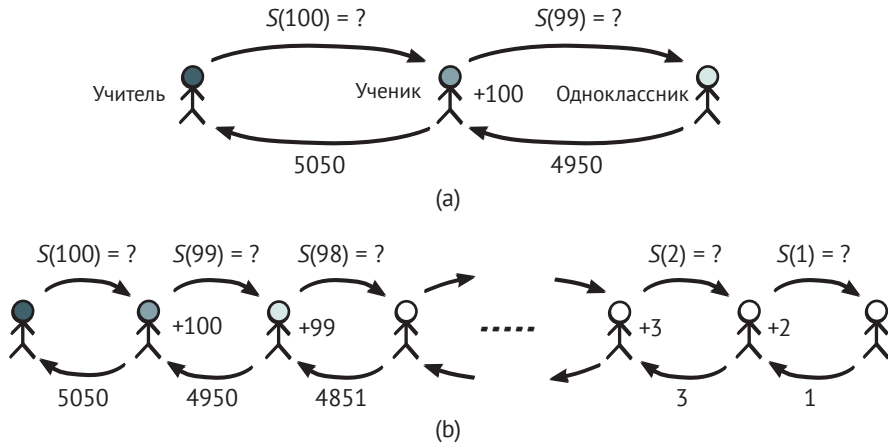 S(100) = ?
S(99) = ?
Учитель
Ученик
+100
Одноклассник
5050
4950
(a)
S(100) = ?
S(99) = ?
S(98) = ?
S(2) = ?
S(1) = ?
+100
+99
.....
+3
+2
5050
4950
4851
3
1
(b)